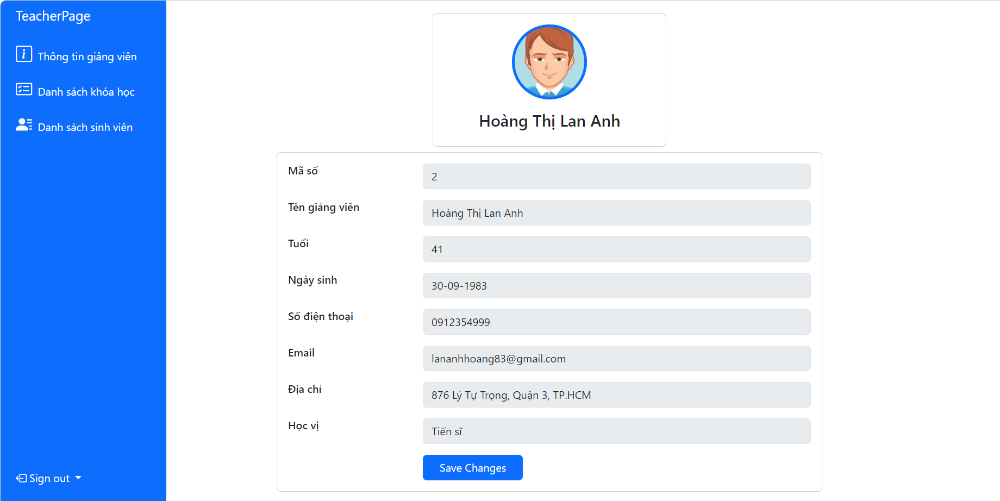 TeacherPage
Thông tin giảng viên
Danh sách khóa học
Danh sách sinh viên
Sign out
Hoàng Thị Lan Anh
Mã số
2
Tên giảng viên
Hoàng Thị Lan Anh
Tuổi
41
Ngày sinh
30-09-1983
Số điện thoại
0912354999
Email
lananhhoang83@gmail.com
Địa chỉ
876 Lý Tự Trọng, Quận 3, TP.HCM
Học vị
Tiến sĩ
Save Changes